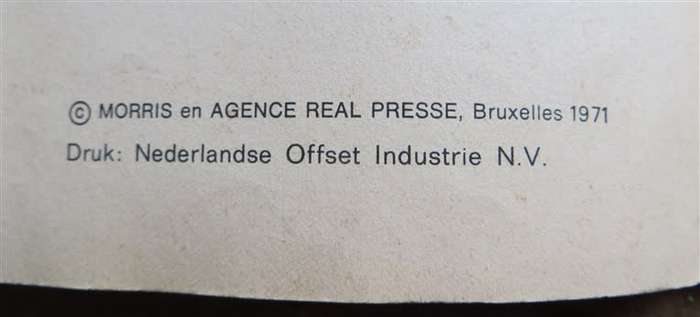 © MORRIS en AGENCE REAL PRESSE, Bruxelles 1971
Druk: Nederlandse Offset Industrie N.V.